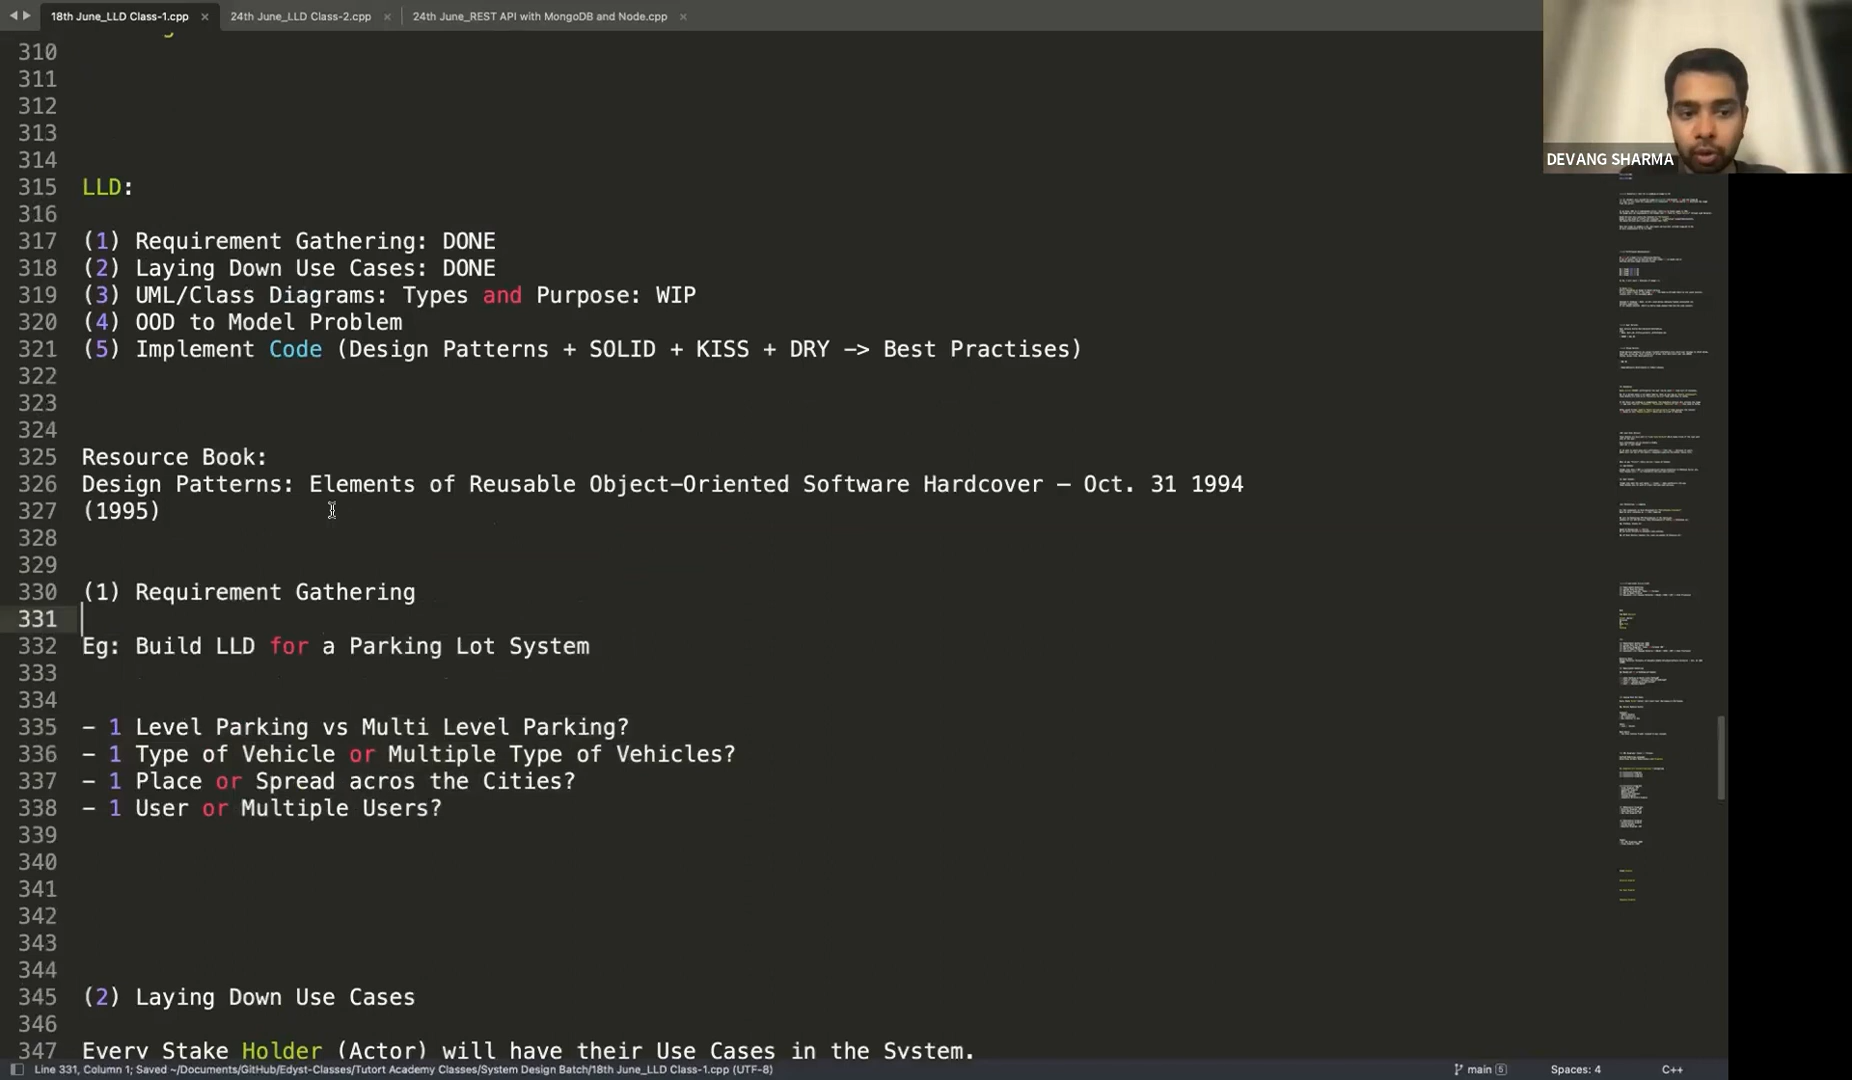 18th June_LLD Class-1.cpp
24th June_LLD Class-2.cpp
24th June_REST API with MongoDB and Node.cpp
DEVANG SHARMA
310
311
312
313
314
315 LLD:
316
317 (1) Requirement Gathering: DONE
318 (2) Laying Down Use Cases: DONE
319 (3) UML/Class Diagrams: Types and Purpose: WIP
320 (4) OOD to Model Problem
321 (5) Implement Code (Design Patterns + SOLID + KISS + DRY -> Best Practises)
322
323
324
325 Resource Book:
326 Design Patterns: Elements of Reusable Object-Oriented Software Hardcover – Oct. 31 1994
327 (1995)
328
329
330 (1) Requirement Gathering
331
332 Eg: Build LLD for a Parking Lot System
333
334
335 - 1 Level Parking vs Multi Level Parking?
336 - 1 Type of Vehicle or Multiple Type of Vehicles?
337 - 1 Place or Spread acros the Cities?
338 - 1 User or Multiple Users?
339
340
341
342
343
344
345 (2) Laying Down Use Cases
346
347 Every Stake Holder (Actor) will have their Use Cases in the System.
Line 331, Column 1; Saved ~/Documents/GitHub/Edyst-Classes/Tutort Academy Classes/System Design Batch/18th June_LLD Class-1.cpp (UTF-8)
main 5
Spaces: 4
C++